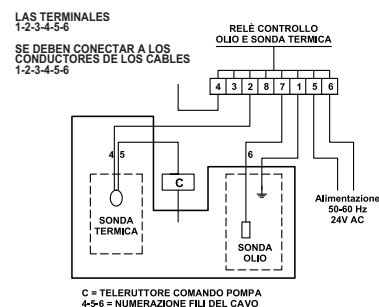 LAS TERMINALES
1-2-3-4-5-6
SE DEBEN CONECTAR A LOS
CONDUCTORES DE LOS CABLES
1-2-3-4-5-6
RELÈ CONTROLLO
OLIO E SONDA TERMICA
4 3 2 8 7 1 5 6
4 5
6
C
SONDA
TERMICA
SONDA
OLIO
Alimentazione
50-60 Hz
24V AC
C = TELERUTTORE COMANDO POMPA
4-5-6 = NUMERAZIONE FILI DEL CAVO